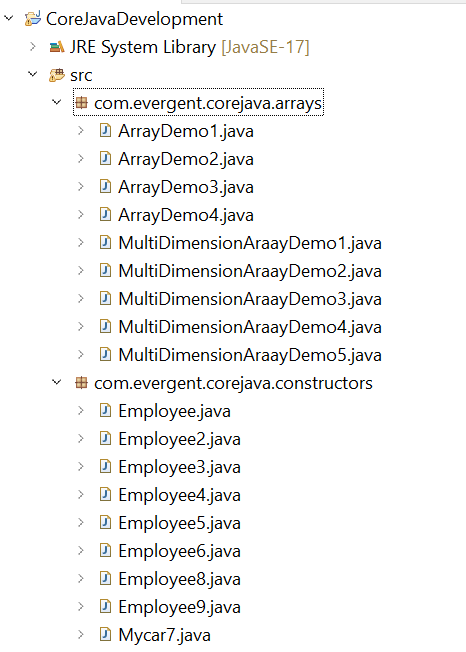 CoreJavaDevelopment
JRE System Library [JavaSE-17]
src
com.evergent.corejava.arrays
ArrayDemo1.java
ArrayDemo2.java
ArrayDemo3.java
ArrayDemo4.java
MultiDimensionAraayDemo1.java
MultiDimensionAraayDemo2.java
MultiDimensionAraayDemo3.java
MultiDimensionAraayDemo4.java
MultiDimensionAraayDemo5.java
com.evergent.corejava.constructors
Employee.java
Employee2.java
Employee3.java
Employee4.java
Employee5.java
Employee6.java
Employee8.java
Employee9.java
Mycar7.java